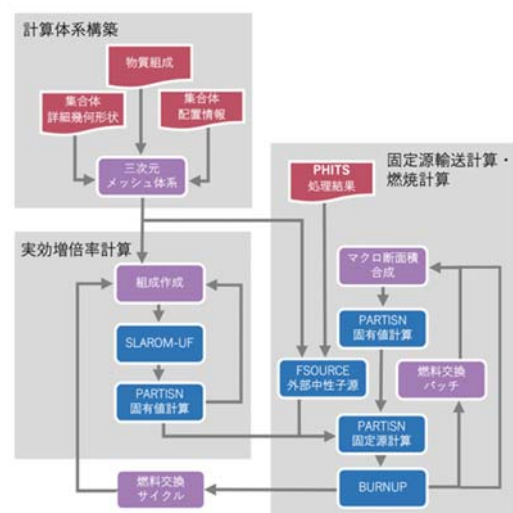 計算体系構築
物質組成
集合体
詳細幾何形状
集合体
配置情報
三次元
メッシュ体系
固定源輸送計算・
燃焼計算
PHITS
処理結果
実効増倍率計算
組成作成
SLAROM-UF
PARTISN
固有値計算
マクロ断面積
合成
PARTISN
固有値計算
FSOURCE
外部中性子源
燃料交換
バッチ
PARTISN
固定源計算
BURNUP
燃料交換
サイクル